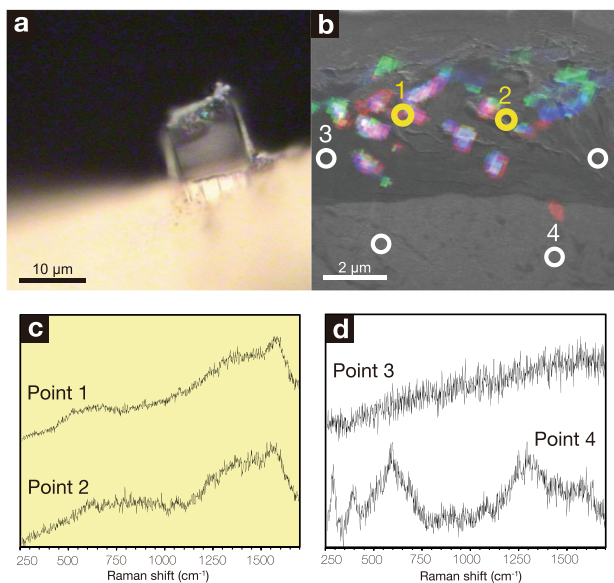 a
10 μm
b
1
2
3
4
2 μm
c
Point 1
Point 2
250 500 750 1000 1250 1500
Raman shift (cm-1)
d
Point 3
Point 4
250 500 750 1000 1250 1500
Raman shift (cm-1)